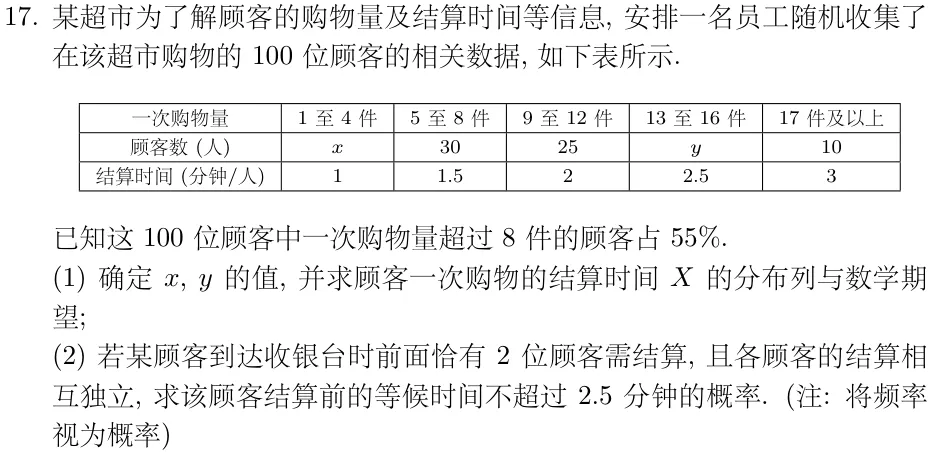 17. 某超市为了解顾客的购物量及结算时间等信息, 安排一名员工随机收集了
在该超市购物的 100 位顾客的相关数据, 如下表所示.
一次购物量 1 至 4 件 5 至 8 件 9 至 12 件 13 至 16 件 17 件及以上
顾客数 (人) x 30 25 y 10
结算时间 (分钟/人) 1 1.5 2 2.5 3
已知这 100 位顾客中一次购物量超过 8 件的顾客占 55%.
(1) 确定 x, y 的值, 并求顾客一次购物的结算时间 X 的分布列与数学期
望;
(2) 若某顾客到达收银台时前面恰有 2 位顾客需结算, 且各顾客的结算相
互独立, 求该顾客结算前的等候时间不超过 2.5 分钟的概率. (注: 将频率
视为概率)